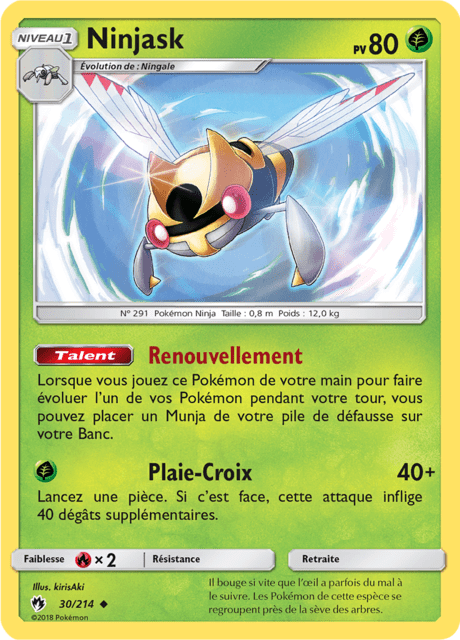 NIVEAU 1
Ninjask
PV 80
Évolution de : Ningale
N° 291 Pokémon Ninja Taille : 0,8 m Poids : 12,0 kg
Talent Renouvellement
Lorsque vous jouez ce Pokémon de votre main pour faire
évoluer l'un de vos Pokémon pendant votre tour, vous
pouvez placer un Munja de votre pile de défausse sur
votre Banc.
Plaie-Croix 40+
Lancez une pièce. Si c'est face, cette attaque inflige
40 dégâts supplémentaires.
Faiblesse × 2 Résistance Retraite
Illus. kirisAki
30/214
©2018 Pokémon
Il bouge si vite que l'œil a parfois du mal à
le suivre. Les Pokémon de cette espèce se
regroupent près de la sève des arbres.